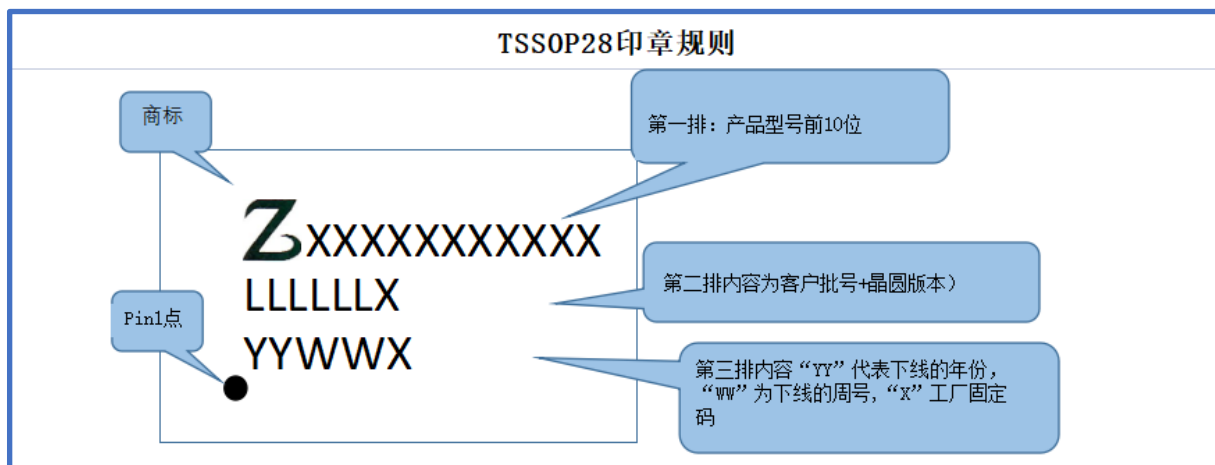 TSSOP28印章规则
商标
第一排：产品型号前10位
ZXXXXXXXXXXX
第二排内容为客户批号+晶圆版本）
LLLLLLX
Pin1点
YYWWX
第三排内容“YY”代表下线的年份，
“WW”为下线的周号，“X”工厂固定
码